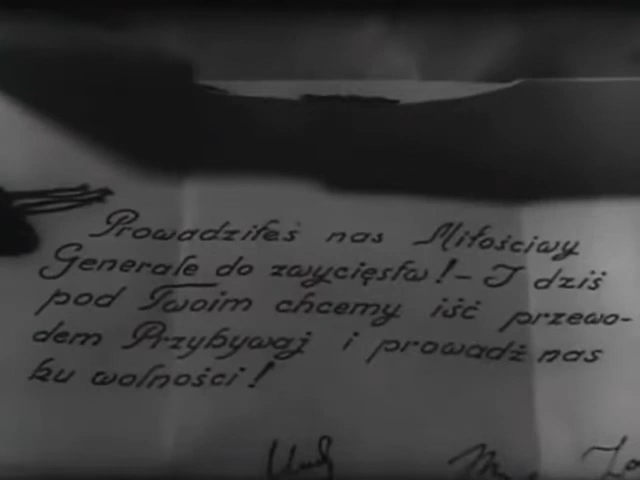 Prowadziłeś nas Miłościwy
Generale do zwycięstw! – I dziś
pod Twoim chcemy iść przewo-
dem Przybywaj i prowadź nas
ku wolności!